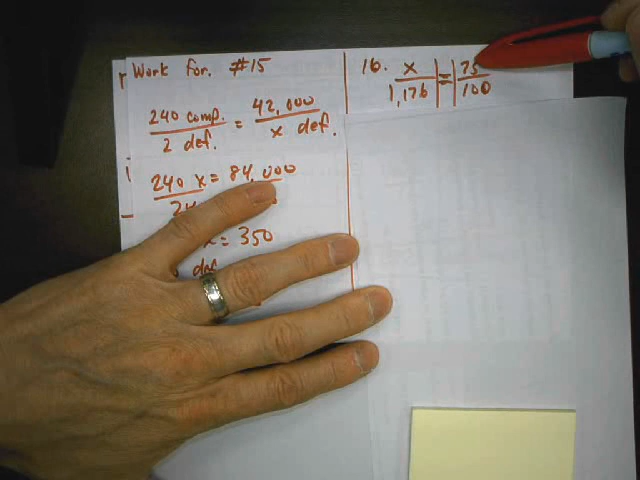 Work for. #15
240 comp. / 2 def. = 42,000 / x def.
240 x = 84,000
x = 350
def
16. x / 1,176 = 75 / 100